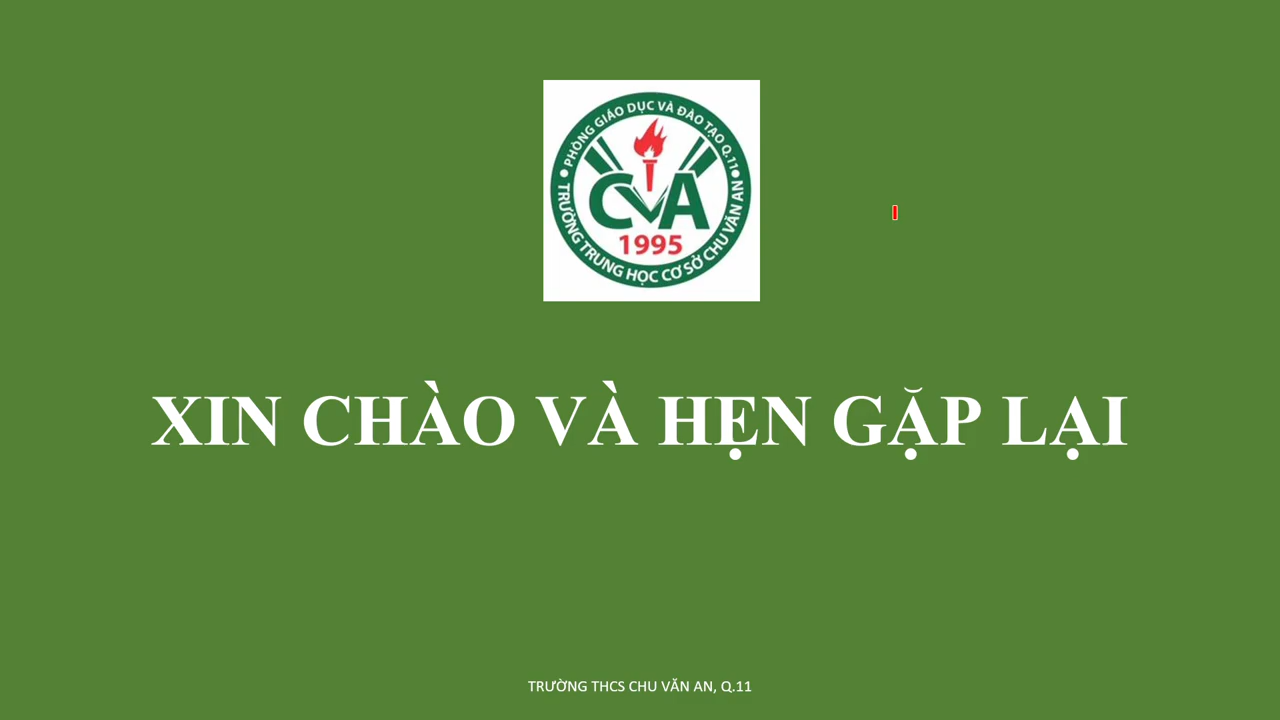 PHÒNG GIÁO DỤC VÀ ĐÀO TẠO Q.11
CVA
1995
TRƯỜNG TRUNG HỌC CƠ SỞ CHU VĂN AN
XIN CHÀO VÀ HẸN GẶP LẠI
TRƯỜNG THCS CHU VĂN AN, Q.11